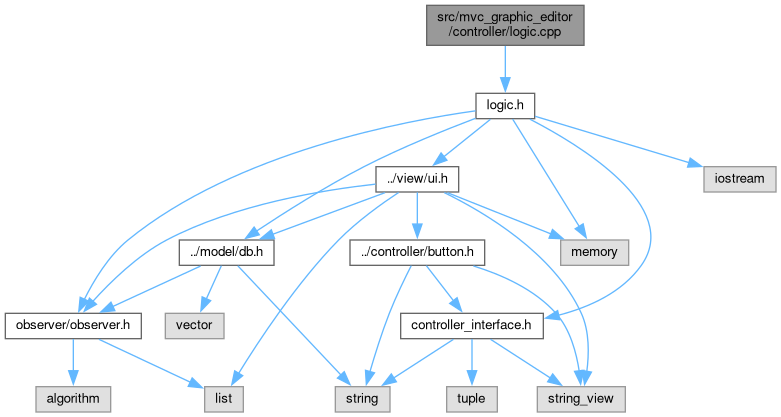 src/mvc_graphic_editor
/controller/logic.cpp
logic.h
../view/ui.h
iostream
../model/db.h
../controller/button.h
memory
observer/observer.h
vector
controller_interface.h
algorithm
list
string
tuple
string_view